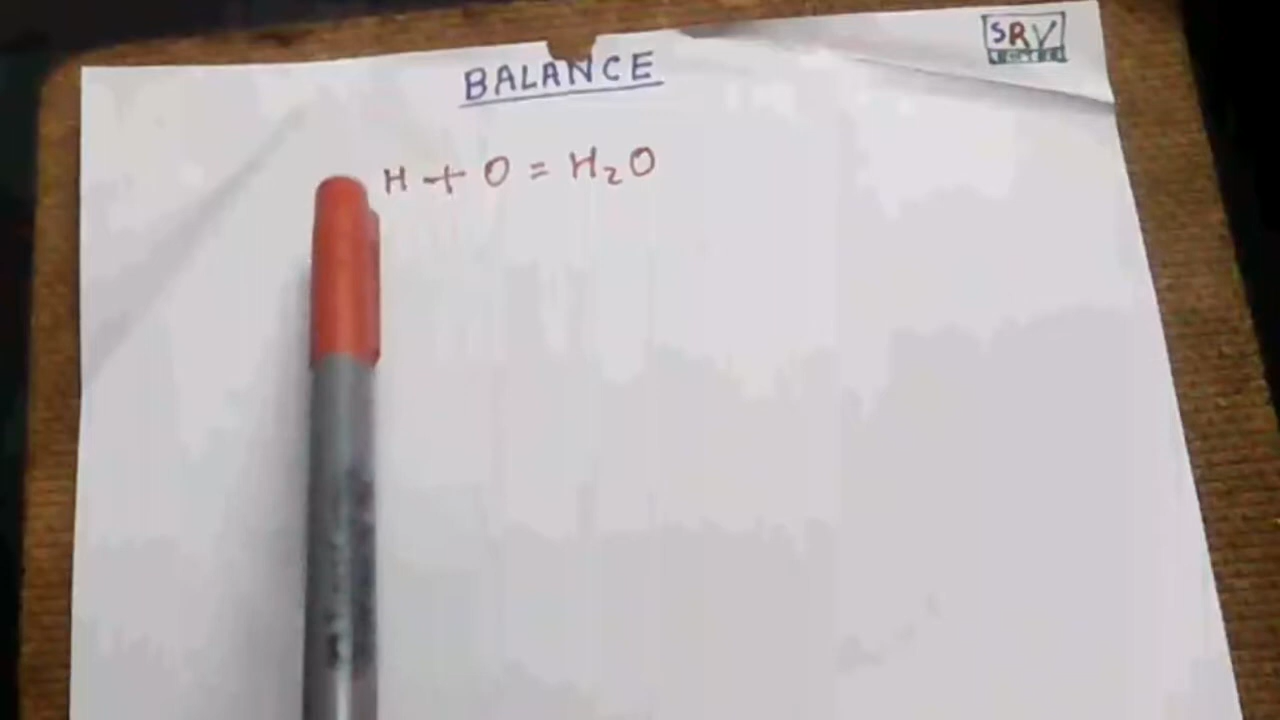 SRV
BALANCE
H + O = H₂O